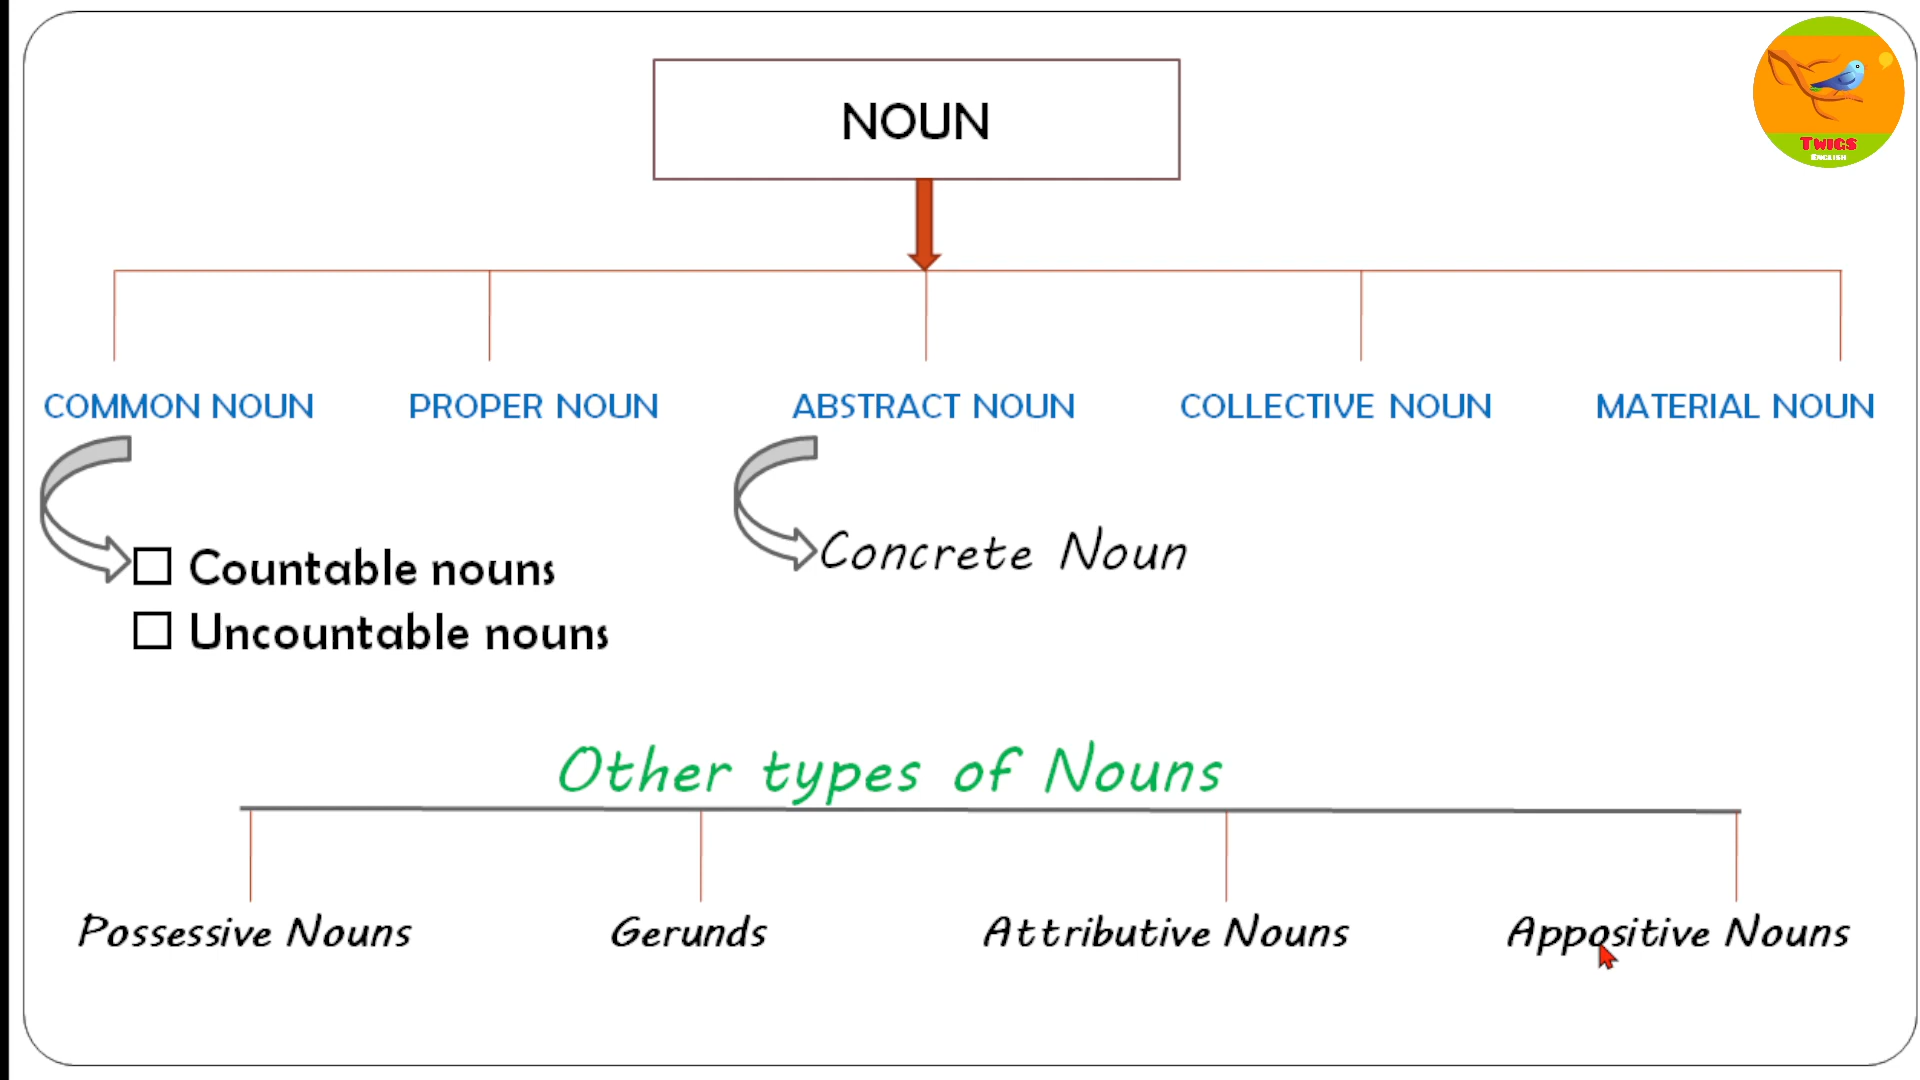 NOUN
TWIGS
ENGLISH
COMMON NOUN
PROPER NOUN
ABSTRACT NOUN
COLLECTIVE NOUN
MATERIAL NOUN
Concrete Noun
Countable nouns
Uncountable nouns
Other types of Nouns
Possessive Nouns
Gerunds
Attributive Nouns
Appositive Nouns